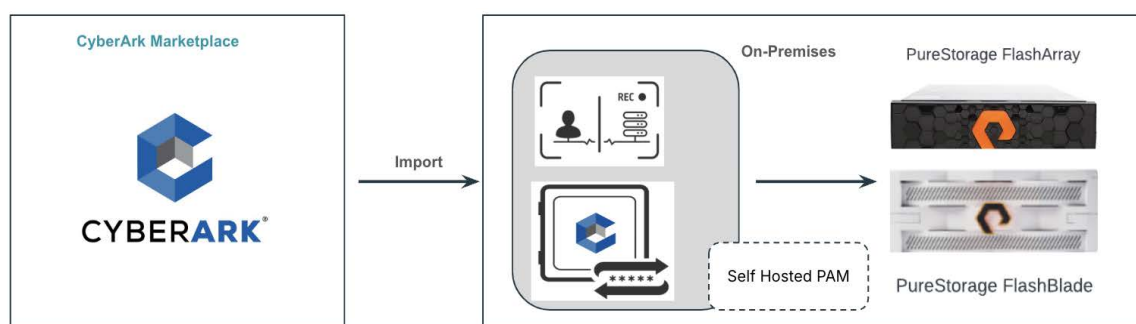 CyberArk Marketplace
CYBERARK®
Import
On-Premises
REC
*****
Self Hosted PAM
PureStorage FlashArray
PureStorage FlashBlade